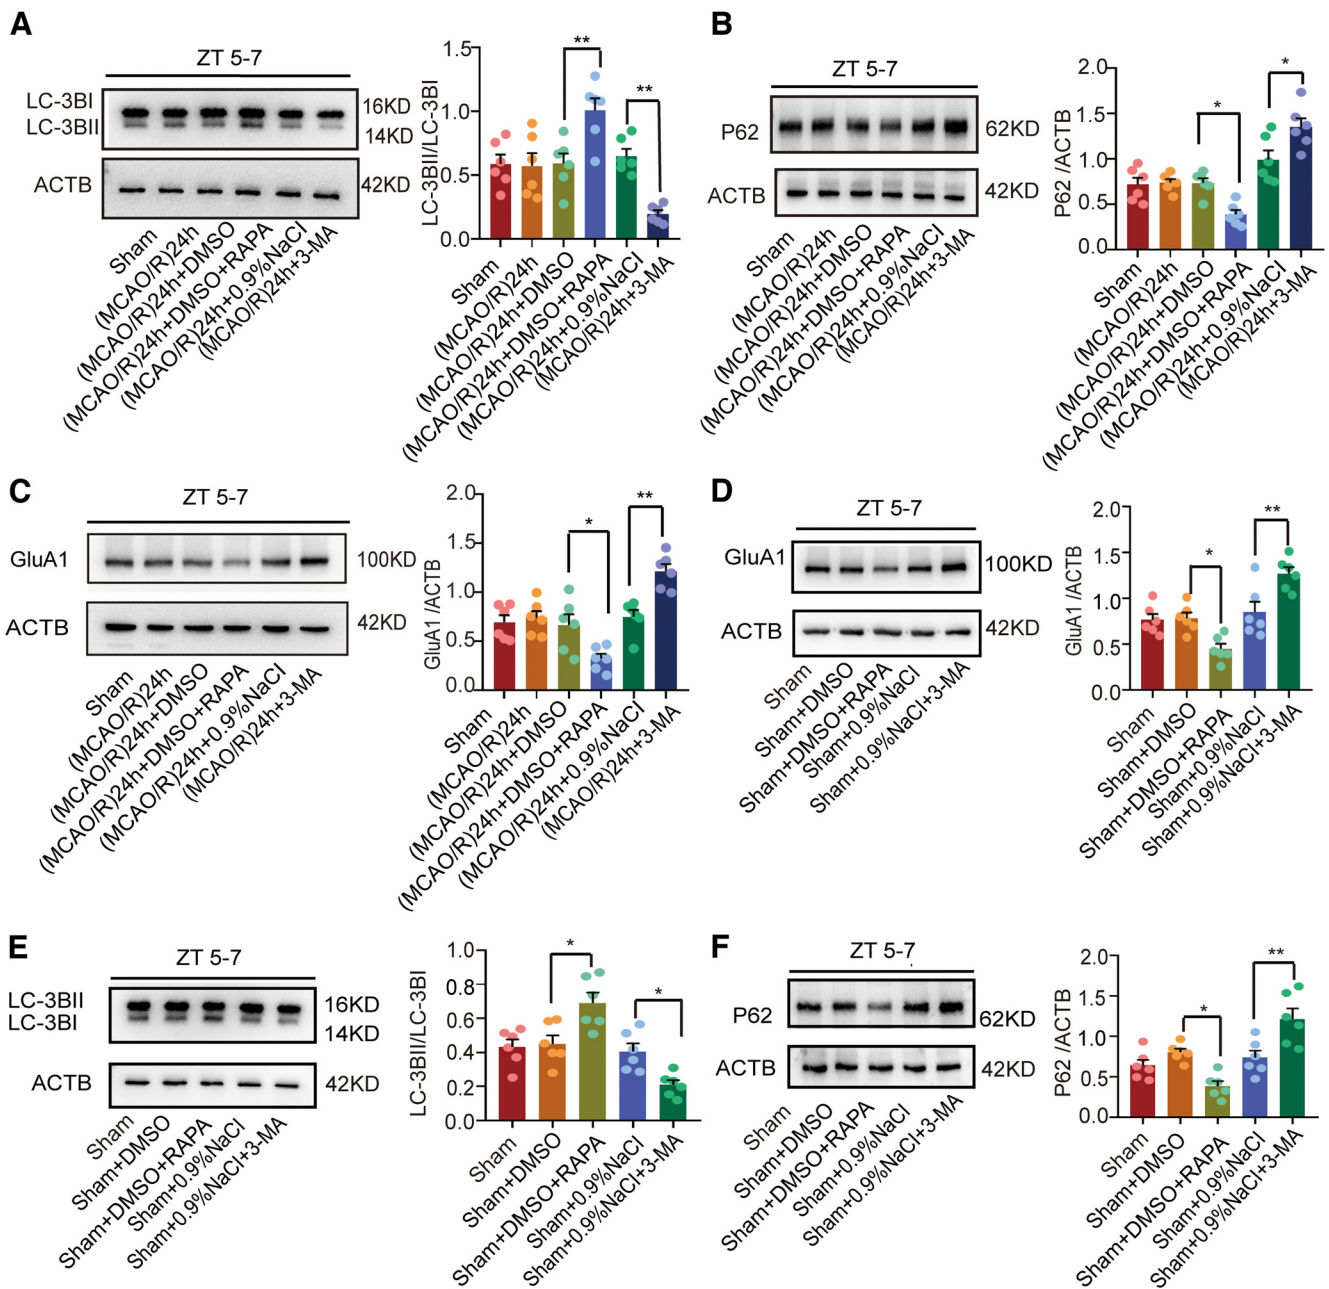 A
ZT 5-7
LC-3BI
LC-3BII
ACTB
16KD
14KD
42KD
Sham
(MCAO/R)24h
(MCAO/R)24h+DMSO
(MCAO/R)24h+DMSO+RAPA
(MCAO/R)24h+0.9%NaCl
(MCAO/R)24h+3-MA
LC-3BII/LC-3BI
1.5
1.0
0.5
0.0
**
**
Sham
(MCAO/R)24h
(MCAO/R)24h+DMSO
(MCAO/R)24h+DMSO+RAPA
(MCAO/R)24h+0.9%NaCl
(MCAO/R)24h+3-MA
B
ZT 5-7
P62
ACTB
62KD
42KD
Sham
(MCAO/R)24h
(MCAO/R)24h+DMSO
(MCAO/R)24h+DMSO+RAPA
(MCAO/R)24h+0.9%NaCl
(MCAO/R)24h+3-MA
P62 /ACTB
2.0
1.5
1.0
0.5
0.0
*
*
Sham
(MCAO/R)24h
(MCAO/R)24h+DMSO
(MCAO/R)24h+DMSO+RAPA
(MCAO/R)24h+0.9%NaCl
(MCAO/R)24h+3-MA
C
ZT 5-7
GluA1
ACTB
100KD
42KD
Sham
(MCAO/R)24h
(MCAO/R)24h+DMSO
(MCAO/R)24h+DMSO+RAPA
(MCAO/R)24h+0.9%NaCl
(MCAO/R)24h+3-MA
GluA1 /ACTB
2.0
1.5
1.0
0.5
0.0
*
**
Sham
(MCAO/R)24h
(MCAO/R)24h+DMSO
(MCAO/R)24h+DMSO+RAPA
(MCAO/R)24h+0.9%NaCl
(MCAO/R)24h+3-MA
D
ZT 5-7
GluA1
ACTB
100KD
42KD
Sham
Sham+DMSO
Sham+DMSO+RAPA
Sham+0.9%NaCl
Sham+0.9%NaCl+3-MA
GluA1 /ACTB
2.0
1.5
1.0
0.5
0.0
*
**
Sham
Sham+DMSO
Sham+DMSO+RAPA
Sham+0.9%NaCl
Sham+0.9%NaCl+3-MA
E
ZT 5-7
LC-3BII
LC-3BI
ACTB
16KD
14KD
42KD
Sham
Sham+DMSO
Sham+DMSO+RAPA
Sham+0.9%NaCl
Sham+0.9%NaCl+3-MA
LC-3BII/LC-3BI
1.0
0.8
0.6
0.4
0.2
0.0
*
*
Sham
Sham+DMSO
Sham+DMSO+RAPA
Sham+0.9%NaCl
Sham+0.9%NaCl+3-MA
F
ZT 5-7
P62
ACTB
62KD
42KD
Sham
Sham+DMSO
Sham+DMSO+RAPA
Sham+0.9%NaCl
Sham+0.9%NaCl+3-MA
P62 /ACTB
2.0
1.5
1.0
0.5
0.0
*
**
Sham
Sham+DMSO
Sham+DMSO+RAPA
Sham+0.9%NaCl
Sham+0.9%NaCl+3-MA